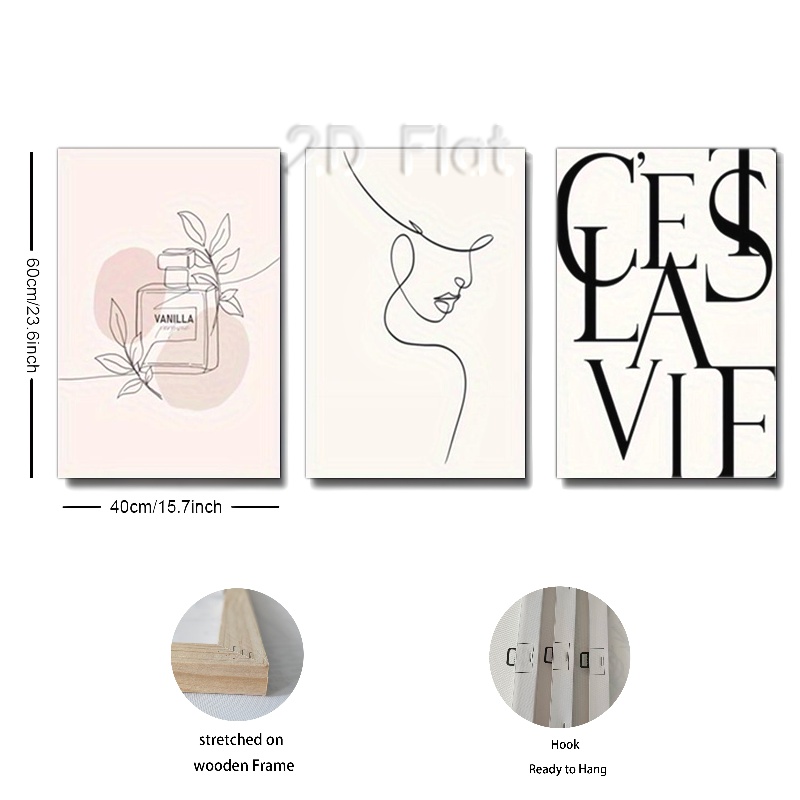 2D Flat
60cm/23.6inch
VANILLA
C'EST
LA
VIE
40cm/15.7inch
stretched on
wooden Frame
Hook
Ready to Hang